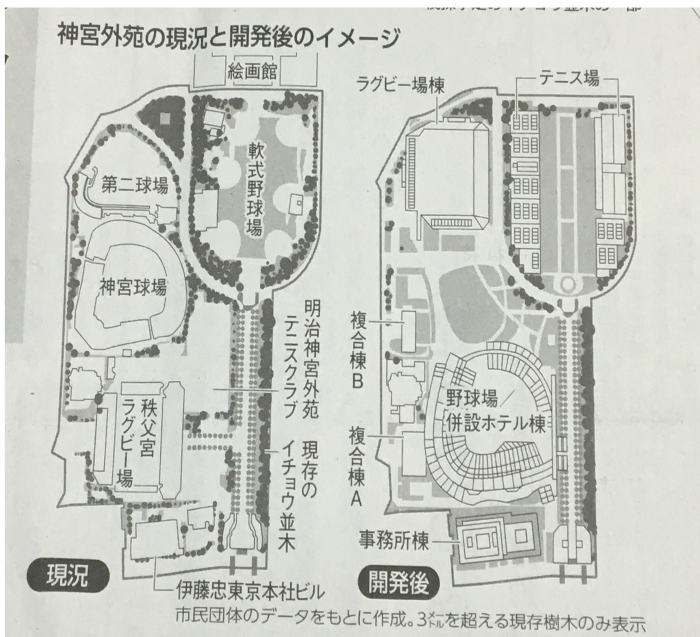 神宮外苑の現況と開発後のイメージ
絵画館
軟式野球場
第二球場
神宮球場
明治神宮外苑
テニスクラブ
秩父宮
ラグビー場
現存の
イチョウ並木
現況
伊藤忠東京本社ビル
ラグビー場棟
テニス場
複合棟B
野球場
併設ホテル棟
複合棟A
事務所棟
開発後
市民団体のデータをもとに作成。3㍍を超える現存樹木のみ表示